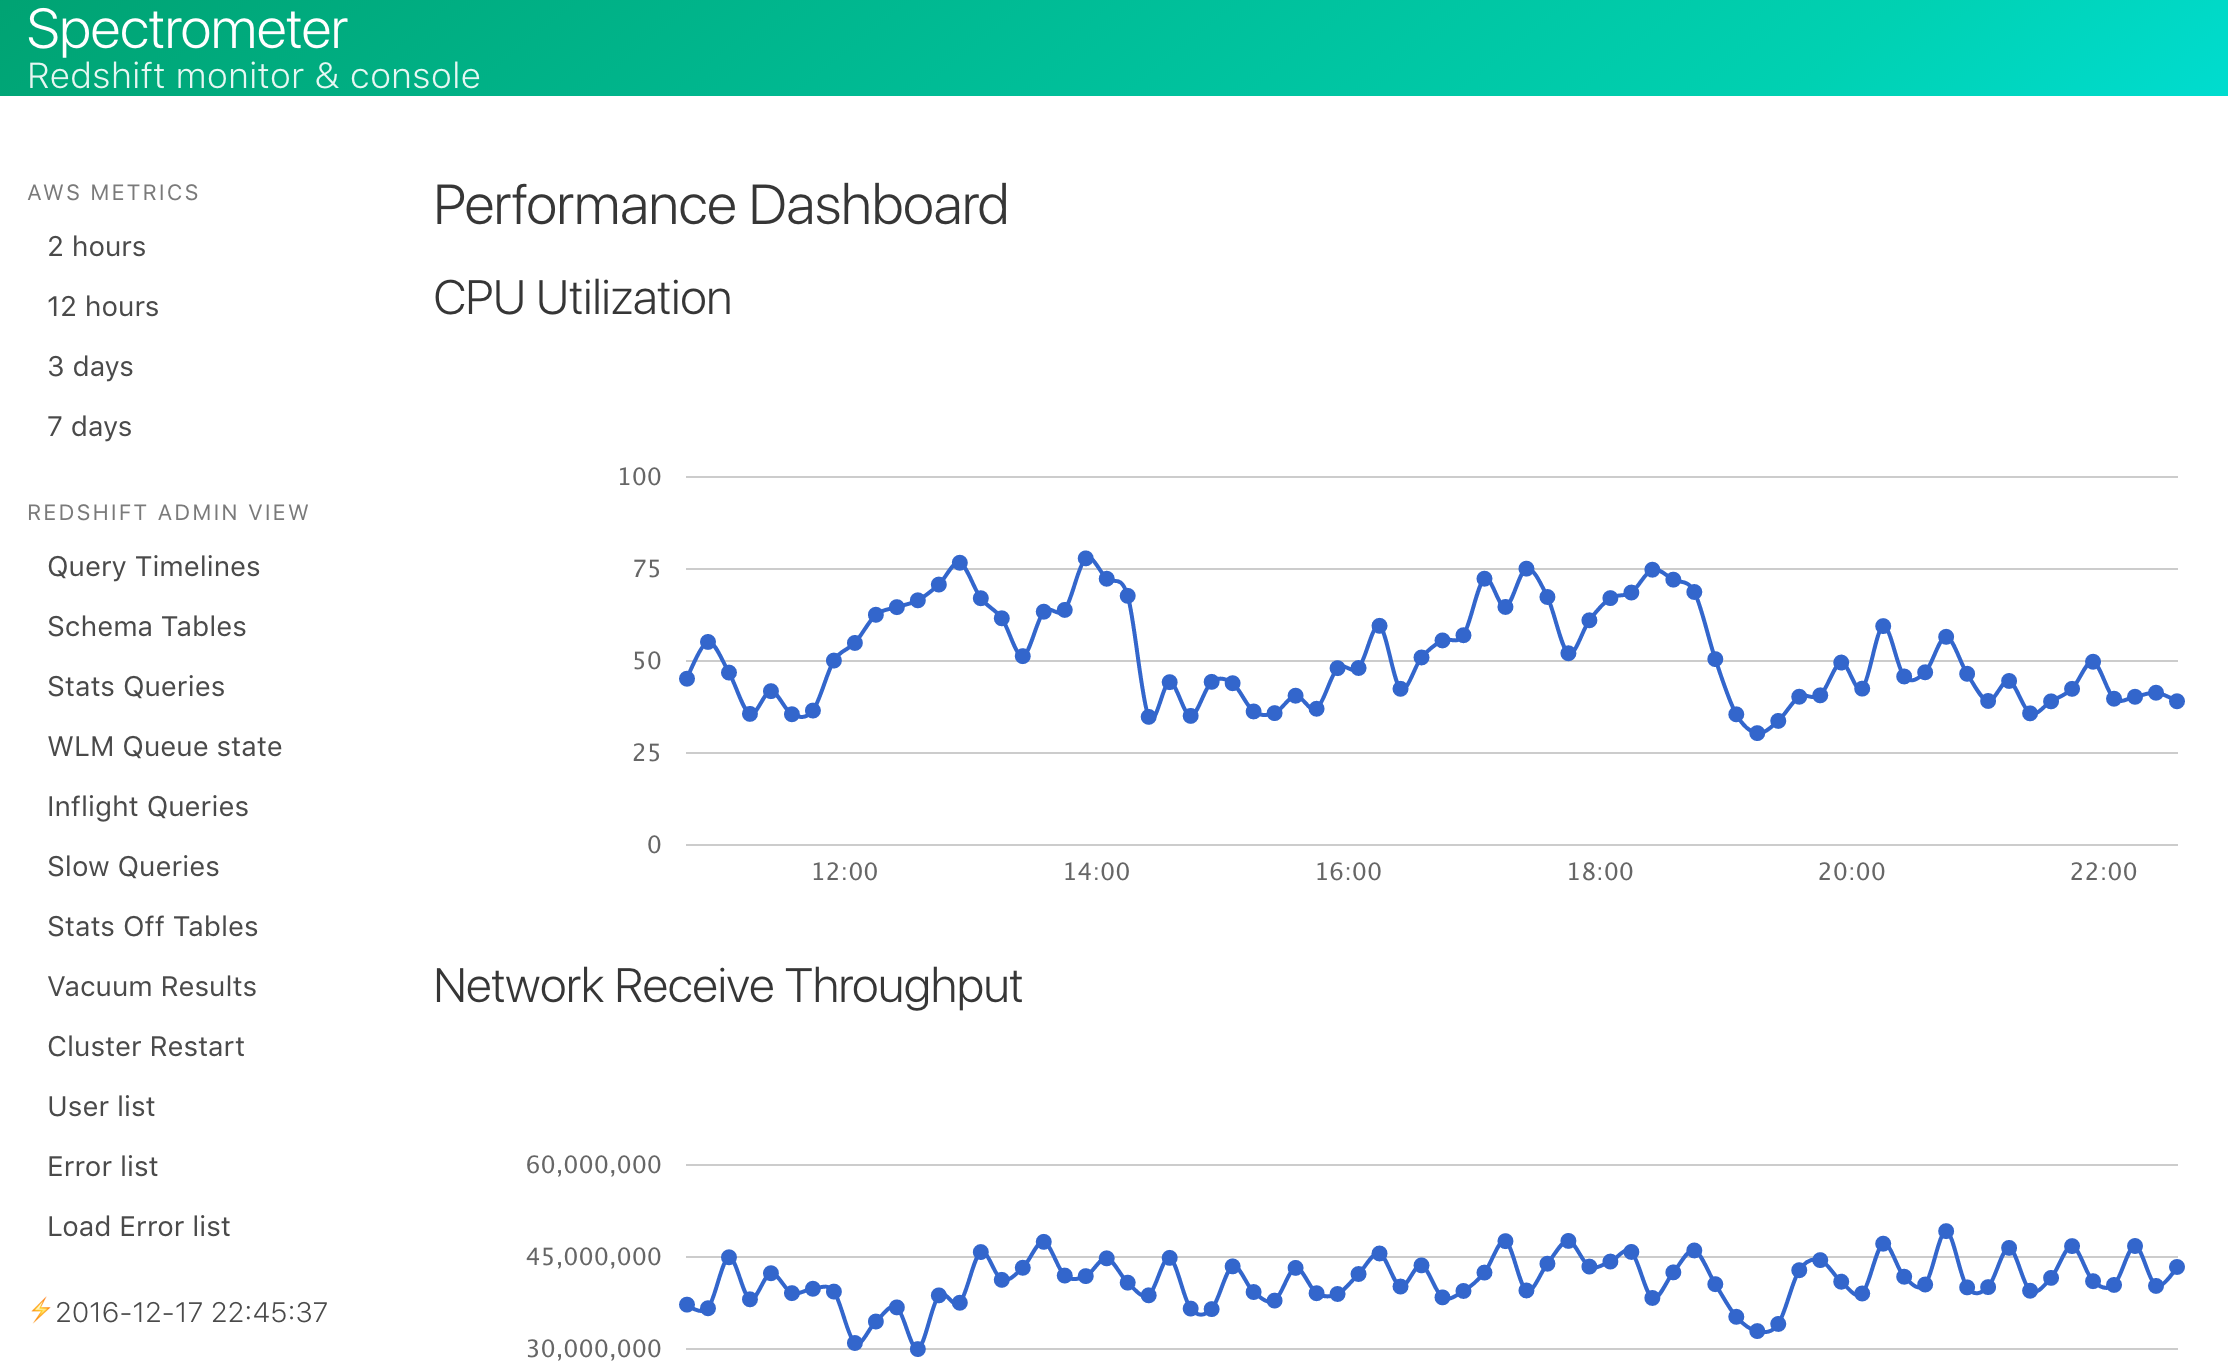 Spectrometer
Redshift monitor & console
AWS METRICS
2 hours
12 hours
3 days
7 days
REDSHIFT ADMIN VIEW
Query Timelines
Schema Tables
Stats Queries
WLM Queue state
Inflight Queries
Slow Queries
Stats Off Tables
Vacuum Results
Cluster Restart
User list
Error list
Load Error list
⚡2016-12-17 22:45:37
Performance Dashboard
CPU Utilization
100
75
50
25
0
12:00 14:00 16:00 18:00 20:00 22:00
Network Receive Throughput
60,000,000
45,000,000
30,000,000